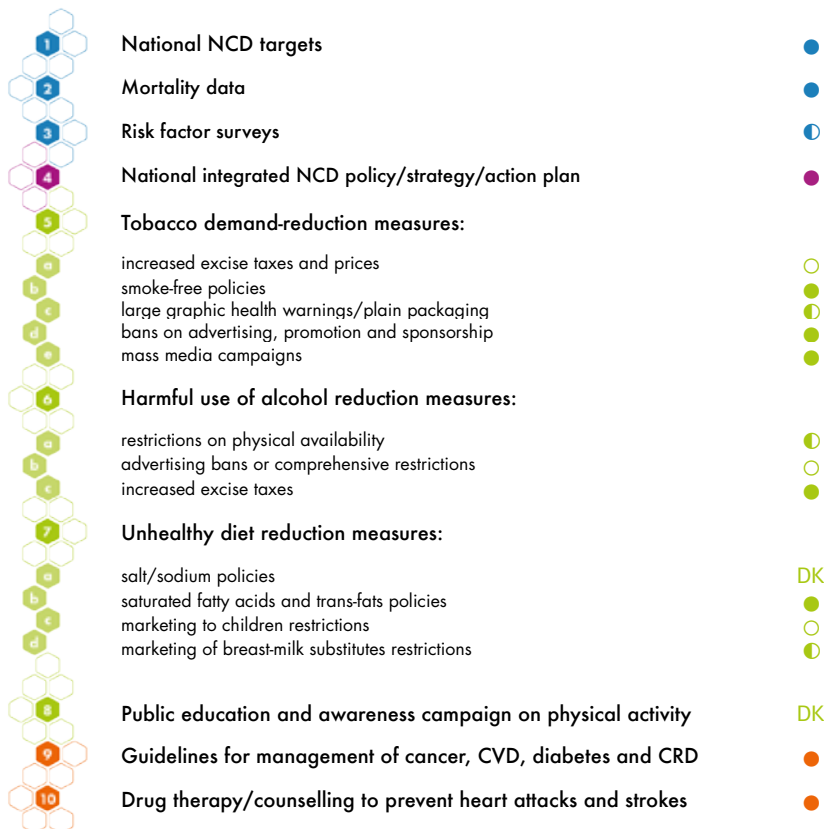 1 National NCD targets
2 Mortality data
3 Risk factor surveys
4 National integrated NCD policy/strategy/action plan
5 Tobacco demand-reduction measures:
a increased excise taxes and prices
b smoke-free policies
c large graphic health warnings/plain packaging
d bans on advertising, promotion and sponsorship
e mass media campaigns
6 Harmful use of alcohol reduction measures:
a restrictions on physical availability
b advertising bans or comprehensive restrictions
c increased excise taxes
7 Unhealthy diet reduction measures:
a salt/sodium policies DK
b saturated fatty acids and trans-fats policies
c marketing to children restrictions
d marketing of breast-milk substitutes restrictions
8 Public education and awareness campaign on physical activity DK
9 Guidelines for management of cancer, CVD, diabetes and CRD
10 Drug therapy/counselling to prevent heart attacks and strokes